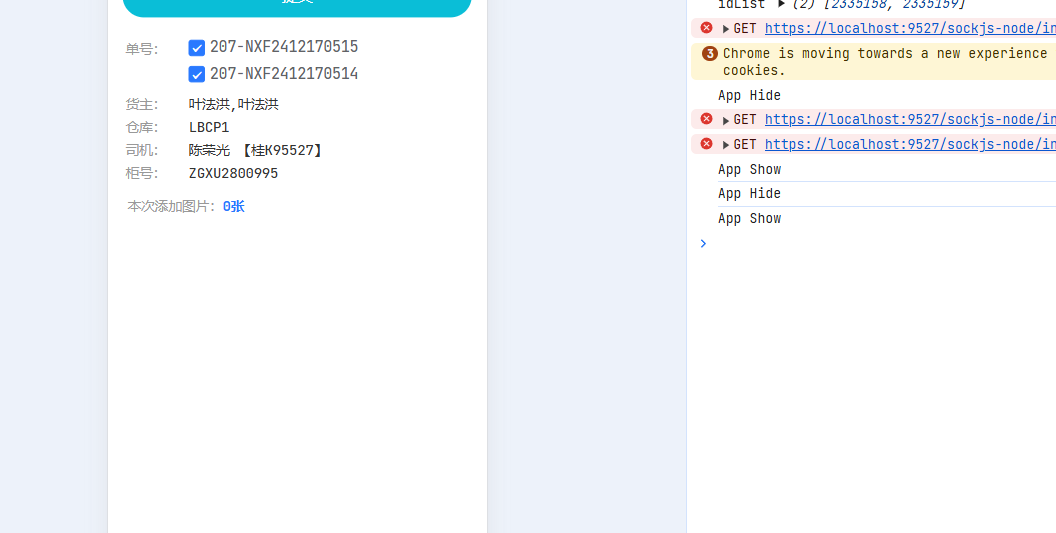 提交
单号: 207-NXF2412170515
207-NXF2412170514
货主: 叶法洪,叶法洪
仓库: LBCP1
司机: 陈荣光 【桂K95527】
柜号: ZGXU2800995
本次添加图片: 0张
idList ▶ (2) [2335158, 2335159]
▶ GET https://localhost:9527/sockjs-node/in
3 Chrome is moving towards a new experience
cookies.
App Hide
▶ GET https://localhost:9527/sockjs-node/in
▶ GET https://localhost:9527/sockjs-node/in
App Show
App Hide
App Show